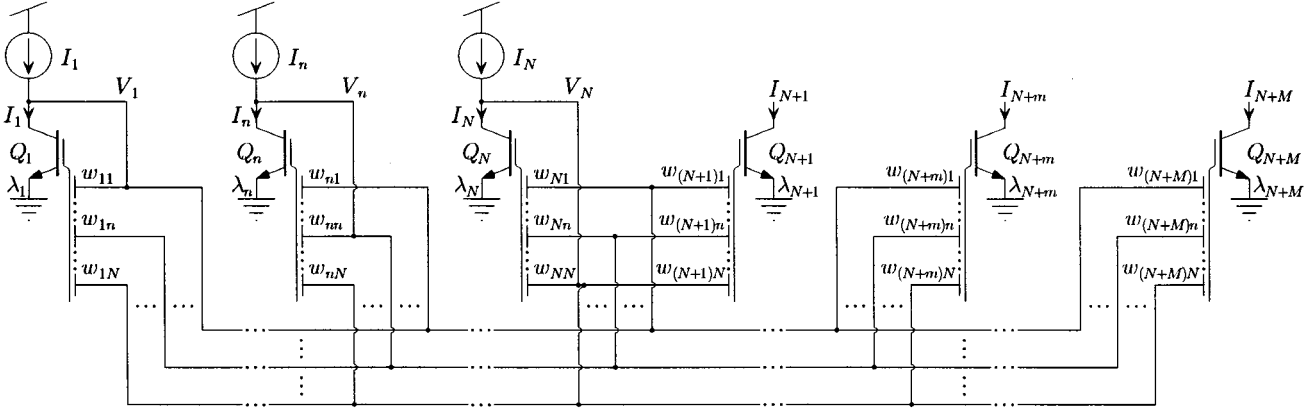 I_1 I_n I_N
V_1 V_n V_N I_{N+1} I_{N+m} I_{N+M}
I_1 I_n I_N
Q_1 Q_n Q_N Q_{N+1} Q_{N+m} Q_{N+M}
λ_1 w_{11} λ_n w_{n1} λ_N w_{N1} w_{(N+1)1} λ_{N+1} w_{(N+m)1} λ_{N+m} w_{(N+M)1} λ_{N+M}
w_{1n} w_{nn} w_{Nn} w_{(N+1)n} w_{(N+m)n} w_{(N+M)n}
w_{1N} w_{nN} w_{NN} w_{(N+1)N} w_{(N+m)N} w_{(N+M)N}